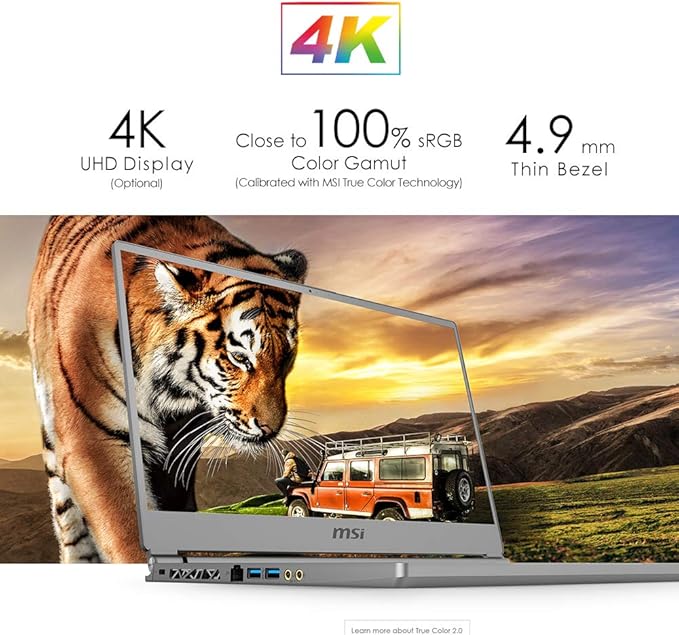 4K
4K
UHD Display
(Optional)
Close to 100% sRGB
Color Gamut
(Calibrated with MSI True Color Technology)
4.9 mm
Thin Bezel
msi
Learn more about True Color 2.0